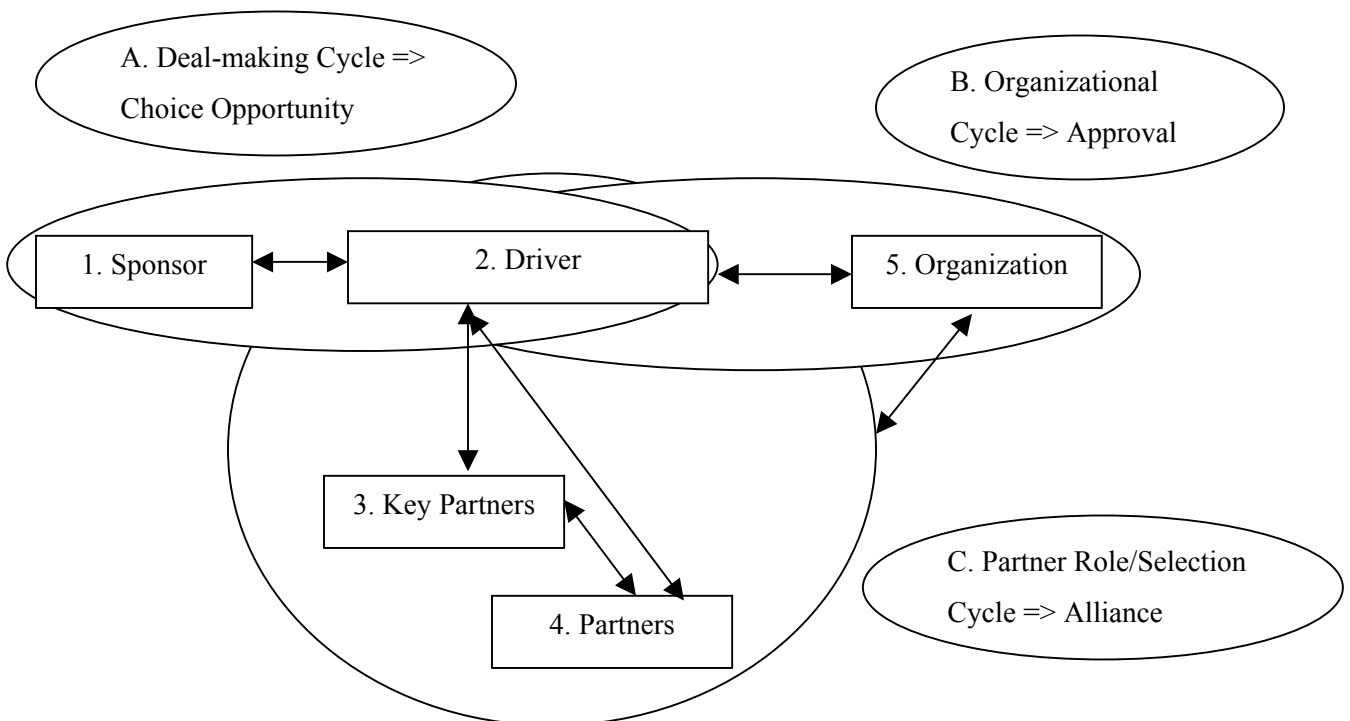 A. Deal-making Cycle =>
Choice Opportunity
B. Organizational
Cycle => Approval
1. Sponsor
2. Driver
5. Organization
3. Key Partners
4. Partners
C. Partner Role/Selection
Cycle => Alliance